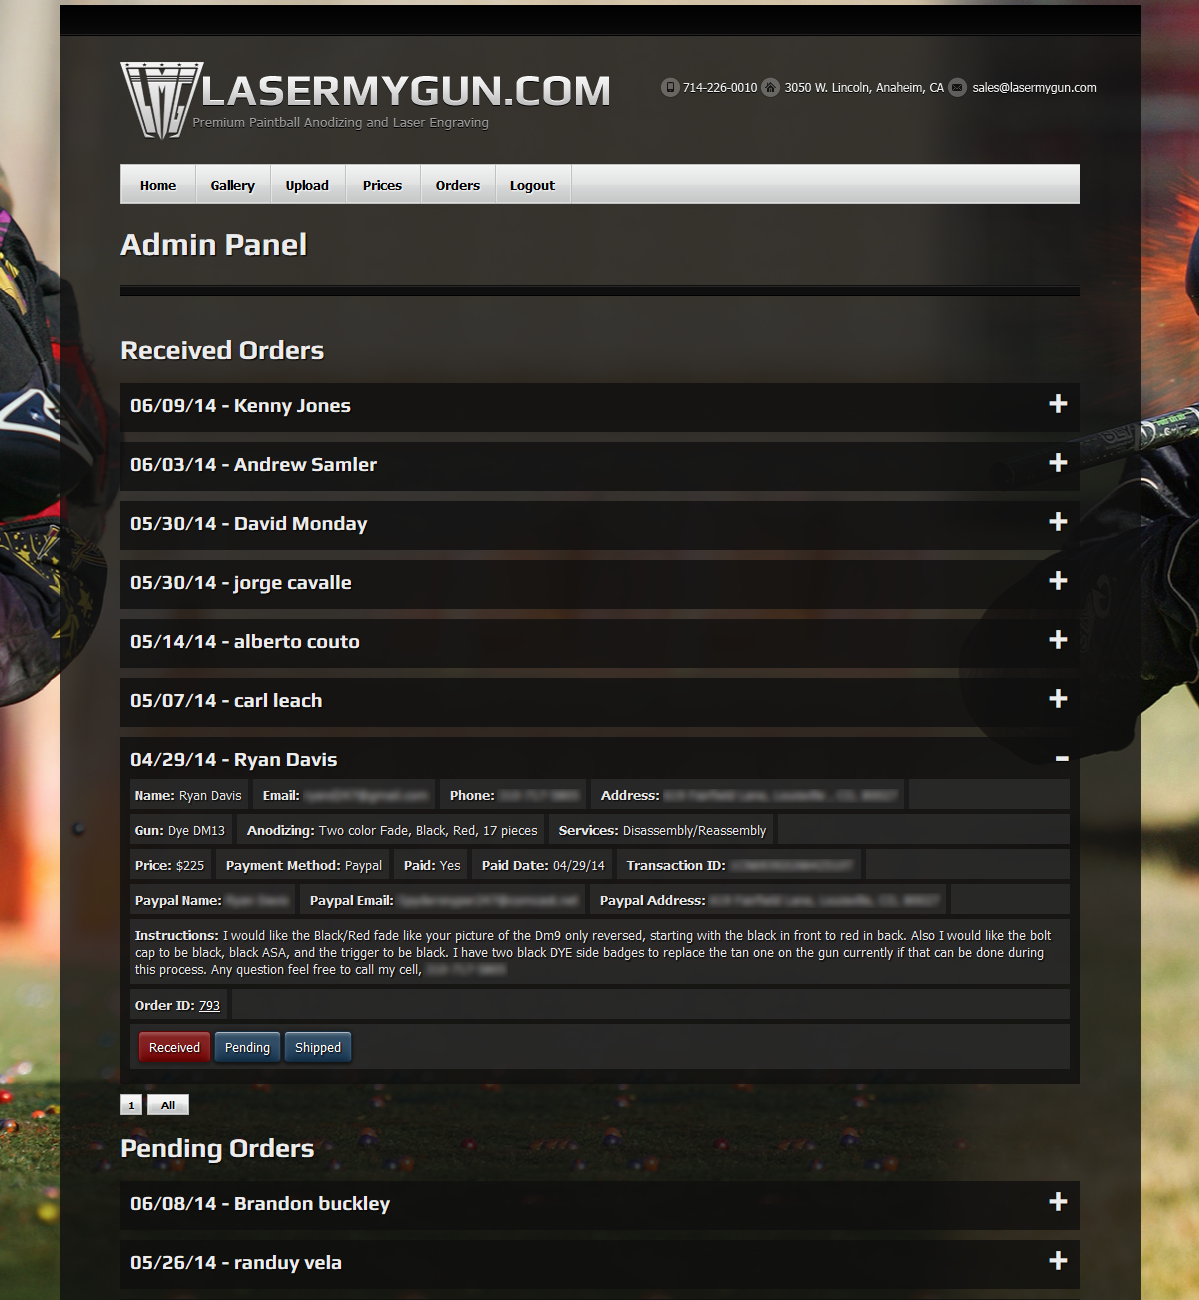 LASERMYGUN.COM
Premium Paintball Anodizing and Laser Engraving
714-226-0010 3050 W. Lincoln, Anaheim, CA sales@lasermygun.com
Home Gallery Upload Prices Orders Logout
Admin Panel
Received Orders
06/09/14 - Kenny Jones +
06/03/14 - Andrew Samler +
05/30/14 - David Monday +
05/30/14 - jorge cavalle +
05/14/14 - alberto couto +
05/07/14 - carl leach +
04/29/14 - Ryan Davis -
Name: Ryan Davis Email: Phone: Address:
Gun: Dye DM13 Anodizing: Two color Fade, Black, Red, 17 pieces Services: Disassembly/Reassembly
Price: $225 Payment Method: Paypal Paid: Yes Paid Date: 04/29/14 Transaction ID:
Paypal Name: Paypal Email: Paypal Address:
Instructions: I would like the Black/Red fade like your picture of the Dm9 only reversed, starting with the black in front to red in back. Also I would like the bolt
cap to be black, black ASA, and the trigger to be black. I have two black DYE side badges to replace the tan one on the gun currently if that can be done during
this process. Any question feel free to call my cell,
Order ID: 793
Received Pending Shipped
1 All
Pending Orders
06/08/14 - Brandon buckley +
05/26/14 - randuy vela +